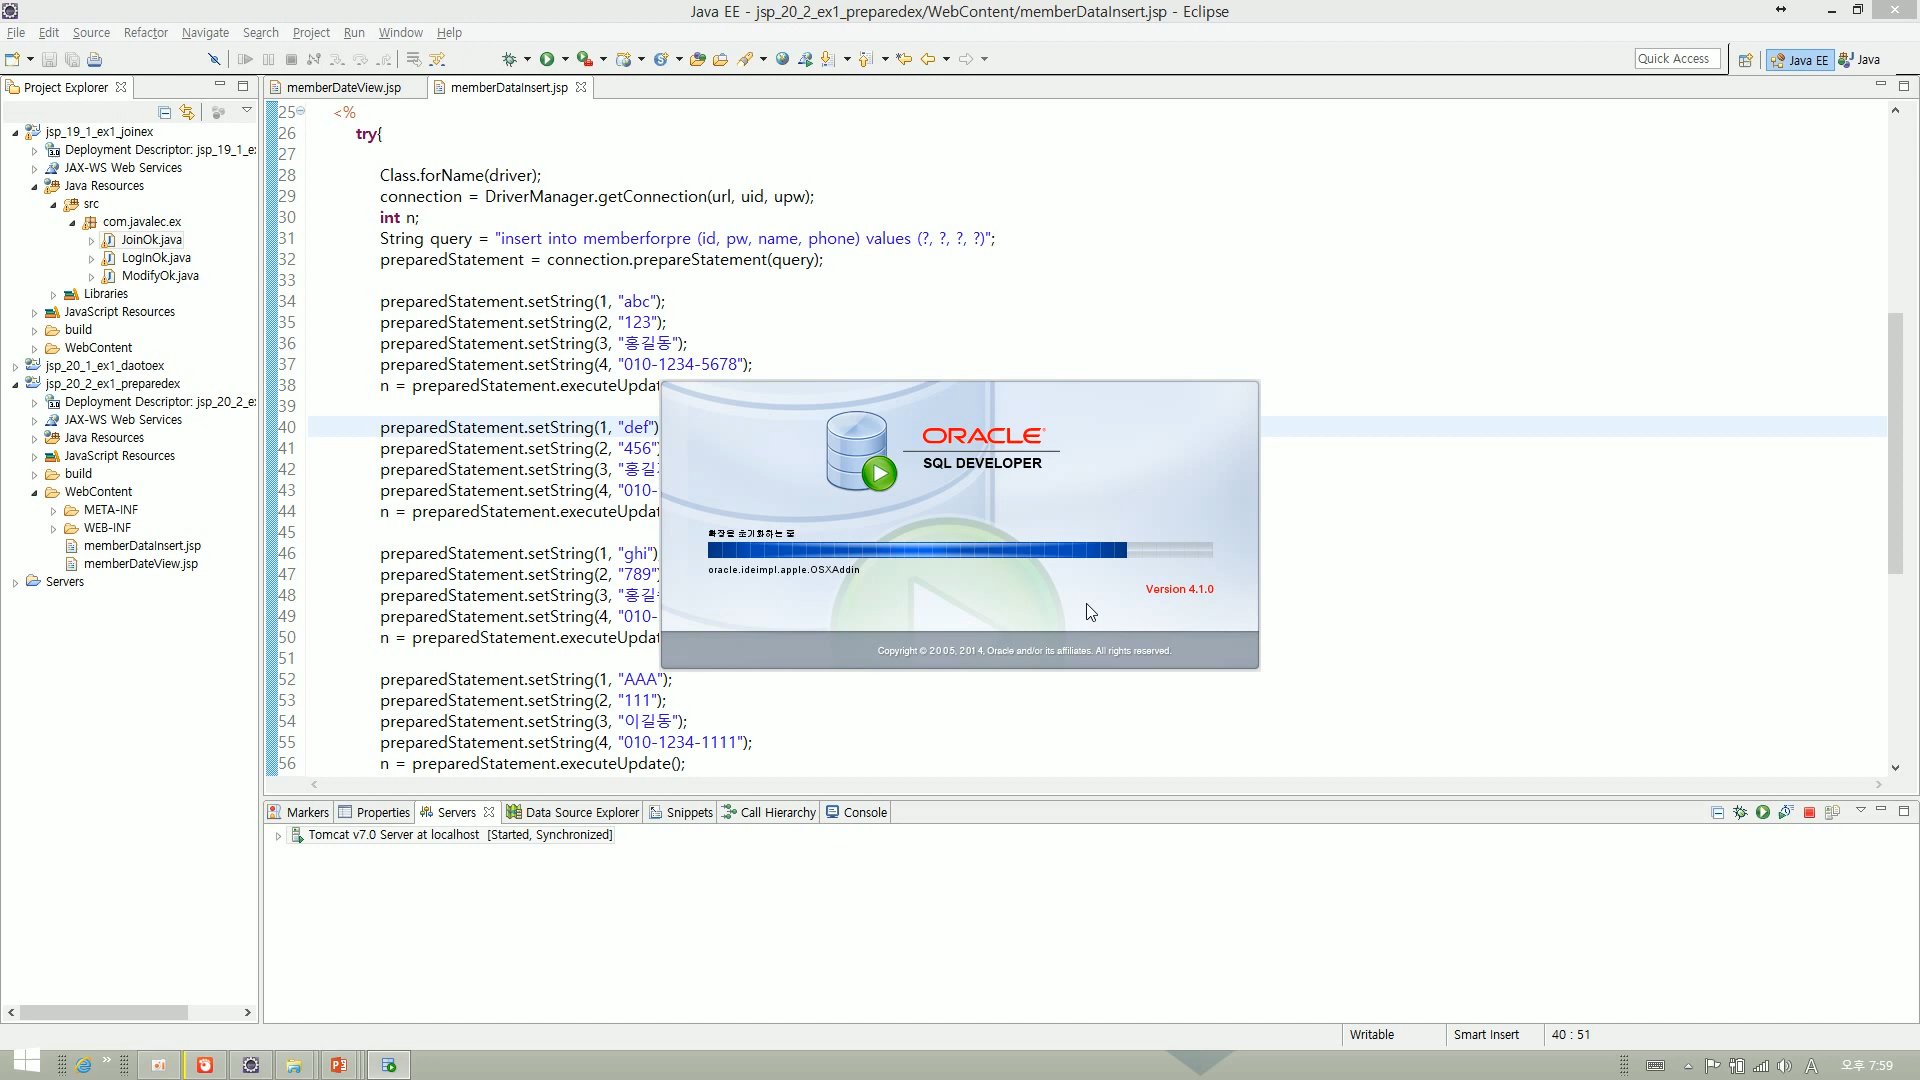 Java EE - jsp_20_2_ex1_preparedex/WebContent/memberDataInsert.jsp - Eclipse
File Edit Source Refactor Navigate Search Project Run Window Help
Quick Access
Java EE
Java
Project Explorer
jsp_19_1_ex1_joinex
Deployment Descriptor: jsp_19_1_e
JAX-WS Web Services
Java Resources
src
com.javalec.ex
JoinOk.java
LogInOk.java
ModifyOk.java
Libraries
JavaScript Resources
build
WebContent
jsp_20_1_ex1_daotoex
jsp_20_2_ex1_preparedex
Deployment Descriptor: jsp_20_2_e
JAX-WS Web Services
Java Resources
JavaScript Resources
build
WebContent
META-INF
WEB-INF
memberDataInsert.jsp
memberDateView.jsp
Servers
memberDateView.jsp
memberDataInsert.jsp
25 <%
26 try{
27
28 Class.forName(driver);
29 connection = DriverManager.getConnection(url, uid, upw);
30 int n;
31 String query = "insert into memberforpre (id, pw, name, phone) values (?, ?, ?, ?)";
32 preparedStatement = connection.prepareStatement(query);
33
34 preparedStatement.setString(1, "abc");
35 preparedStatement.setString(2, "123");
36 preparedStatement.setString(3, "홍길동");
37 preparedStatement.setString(4, "010-1234-5678");
38 n = preparedStatement.executeUpdat
39
40 preparedStatement.setString(1, "def")
41 preparedStatement.setString(2, "456"
42 preparedStatement.setString(3, "홍길
43 preparedStatement.setString(4, "010-
44 n = preparedStatement.executeUpdat
45
46 preparedStatement.setString(1, "ghi")
47 preparedStatement.setString(2, "789"
48 preparedStatement.setString(3, "홍길
49 preparedStatement.setString(4, "010-
50 n = preparedStatement.executeUpdat
51
52 preparedStatement.setString(1, "AAA");
53 preparedStatement.setString(2, "111");
54 preparedStatement.setString(3, "이길동");
55 preparedStatement.setString(4, "010-1234-1111");
56 n = preparedStatement.executeUpdate();
ORACLE
SQL DEVELOPER
확장을 초기화하는 중
oracle.ideimpl.apple.OSXAddin
Version 4.1.0
Copyright © 2005, 2014, Oracle and/or its affiliates. All rights reserved.
Markers Properties Servers Data Source Explorer Snippets Call Hierarchy Console
Tomcat v7.0 Server at localhost [Started, Synchronized]
Writable Smart Insert 40 : 51
A 오후 7:59